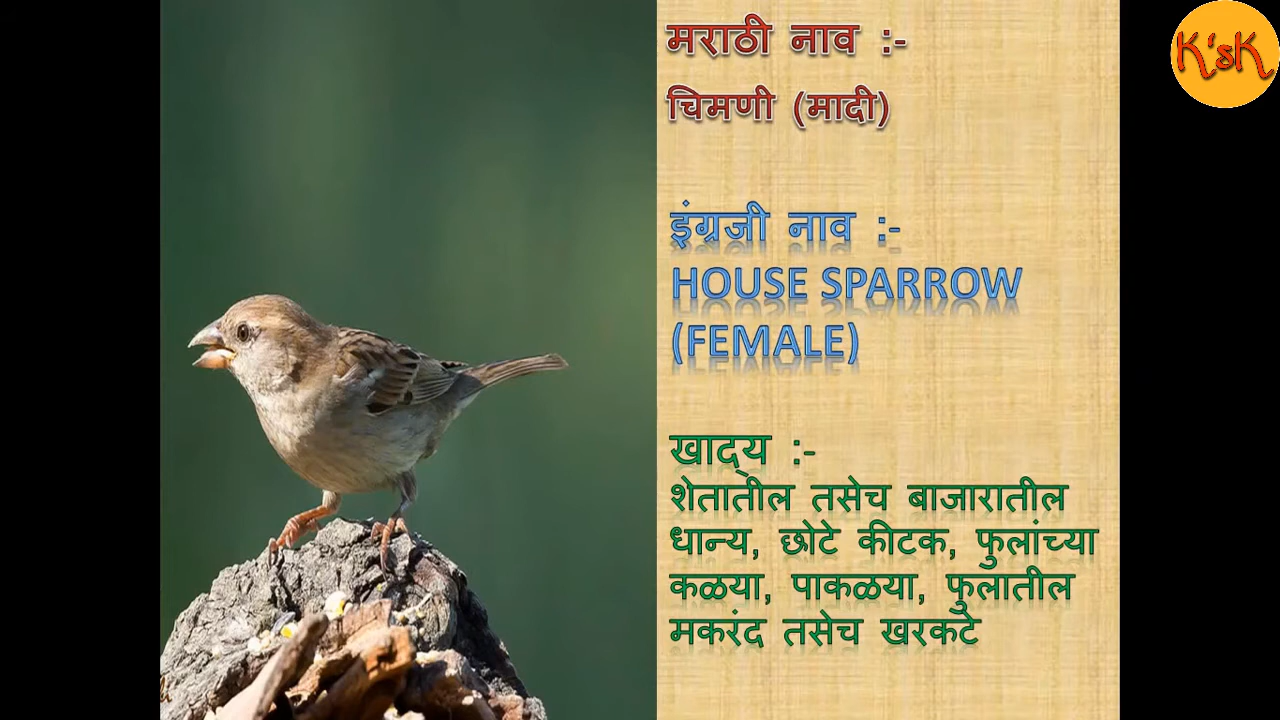 मराठी नाव :-
चिमणी (मादी)
इंग्रजी नाव :-
HOUSE SPARROW
(FEMALE)
खाद्‌य :-
शेतातील तसेच बाजारातील
धान्य, छोटे कीटक, फुलांच्या
कळया, पाकळया, फुलातील
मकरंद तसेच खरकटे
K'sK